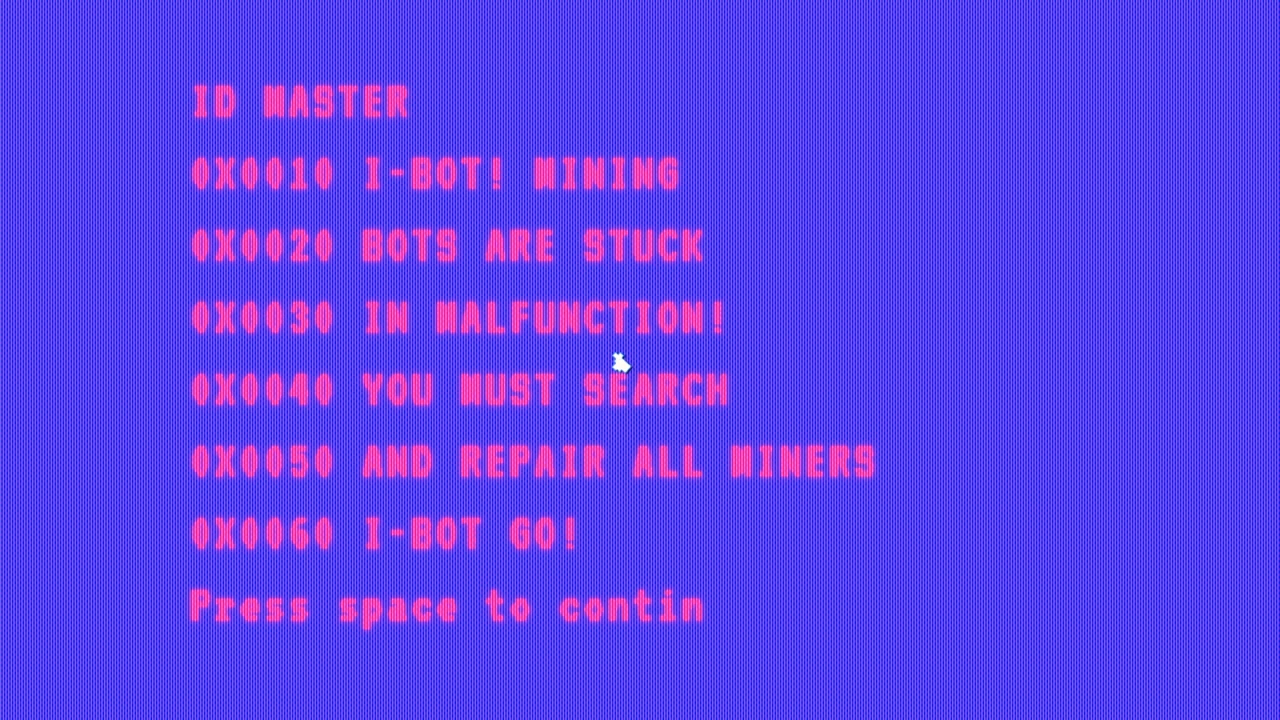 ID MASTER
0X0010 I-BOT! MINING
0X0020 BOTS ARE STUCK
0X0030 IN MALFUNCTION!
0X0040 YOU MUST SEARCH
0X0050 AND REPAIR ALL MINERS
0X0060 I-BOT GO!
Press space to contin